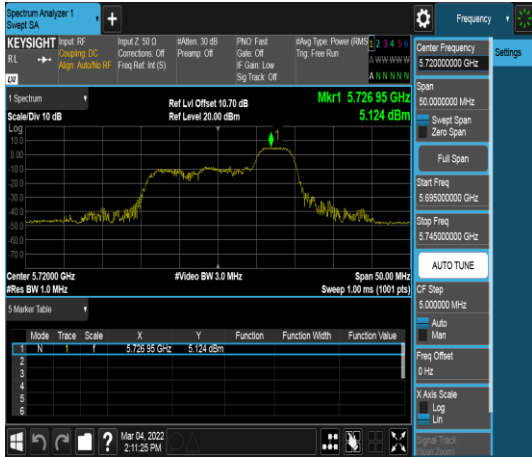 Spectrum Analyzer 1
Swept SA
+
Frequency
KEYSIGHT
RL
LXI
Input: RF
Coupling: DC
Align: Auto/No RF
Input Z: 50 Ω
Corrections: Off
Freq Ref: Int (S)
#Atten: 30 dB
Preamp: Off
PNO: Fast
Gate: Off
IF Gain: Low
Sig Track: Off
#Avg Type: Power (RMS
Trig: Free Run
1 2 3 4 5 6
A W W W W W
A N N N N N
Center Frequency
5.720000000 GHz
Settings
Span
50.0000000 MHz
Swept Span
Zero Span
Full Span
Start Freq
5.695000000 GHz
Stop Freq
5.745000000 GHz
AUTO TUNE
CF Step
5.000000 MHz
Auto
Man
Freq Offset
0 Hz
X Axis Scale
Log
Lin
Signal Track
(Span Zoom)
1 Spectrum
Scale/Div 10 dB
Ref Lvl Offset 10.70 dB
Ref Level 20.00 dBm
Mkr1 5.726 95 GHz
5.124 dBm
Log
10.0
0.00
-10.0
-20.0
-30.0
-40.0
-50.0
-60.0
-70.0
1
Center 5.72000 GHz
#Res BW 1.0 MHz
#Video BW 3.0 MHz
Span 50.00 MHz
Sweep 1.00 ms (1001 pts)
5 Marker Table
Mode Trace Scale X Y Function Function Width Function Value
1 N 1 f 5.726 95 GHz 5.124 dBm
2
3
4
5
6
?
Mar 04, 2022
2:11:25 PM